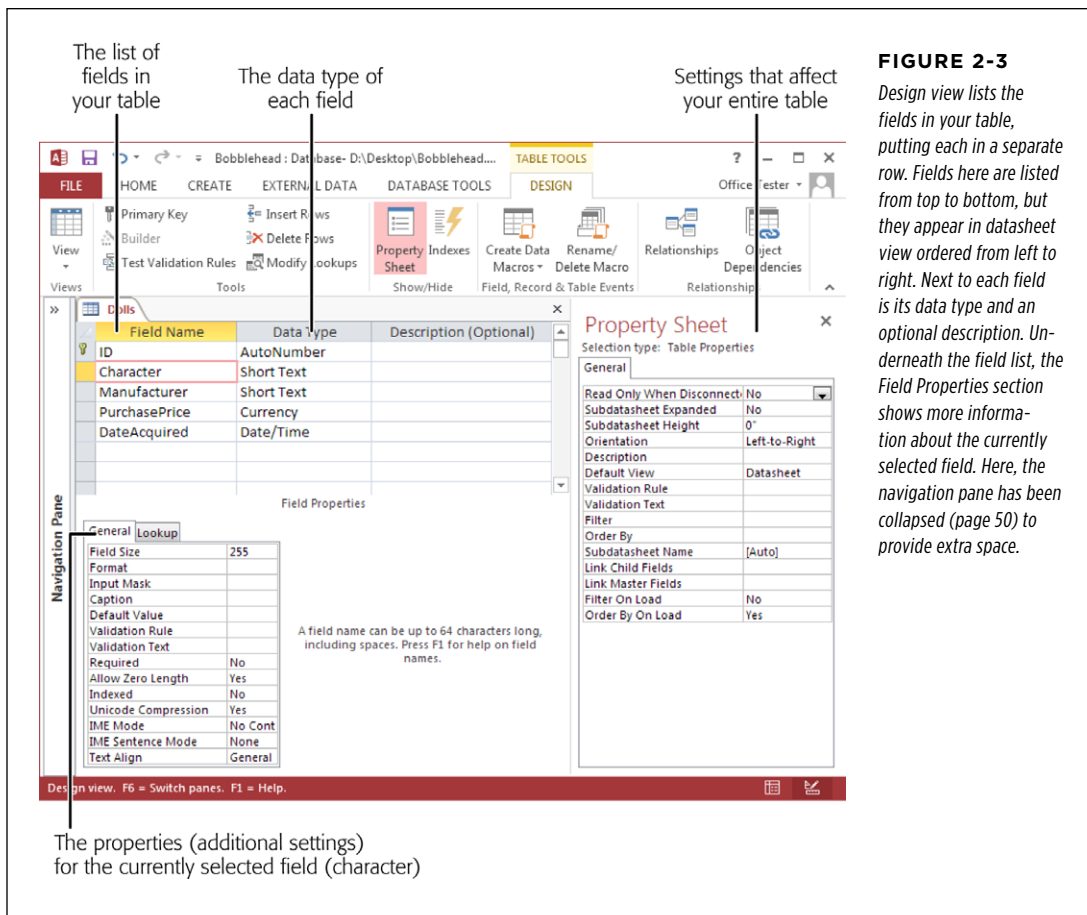 The list of
fields in
your table
The data type of
each field
Settings that affect
your entire table
Bobblehead : Database- D:\Desktop\Bobblehead....
TABLE TOOLS
?
FILE
HOME
CREATE
EXTERNAL DATA
DATABASE TOOLS
DESIGN
Office Tester
View
Primary Key
Builder
Test Validation Rules
Insert Rows
Delete Rows
Modify Lookups
Property
Sheet
Indexes
Create Data
Macros
Rename/
Delete Macro
Relationships
Object
Dependencies
Views
Tools
Show/Hide
Field, Record & Table Events
Relationships
Dolls
Field Name Data Type Description (Optional)
ID AutoNumber
Character Short Text
Manufacturer Short Text
PurchasePrice Currency
DateAcquired Date/Time
Navigation Pane
Field Properties
General Lookup
Field Size 255
Format
Input Mask
Caption
Default Value
Validation Rule
Validation Text
Required No
Allow Zero Length Yes
Indexed No
Unicode Compression Yes
IME Mode No Cont
IME Sentence Mode None
Text Align General
A field name can be up to 64 characters long,
including spaces. Press F1 for help on field
names.
Property Sheet
Selection type: Table Properties
General
Read Only When Disconnect No
Subdatasheet Expanded No
Subdatasheet Height 0"
Orientation Left-to-Right
Description
Default View Datasheet
Validation Rule
Validation Text
Filter
Order By
Subdatasheet Name [Auto]
Link Child Fields
Link Master Fields
Filter On Load No
Order By On Load Yes
Design view. F6 = Switch panes. F1 = Help.
The properties (additional settings)
for the currently selected field (character)
FIGURE 2-3
Design view lists the
fields in your table,
putting each in a separate
row. Fields here are listed
from top to bottom, but
they appear in datasheet
view ordered from left to
right. Next to each field
is its data type and an
optional description. Un-
derneath the field list, the
Field Properties section
shows more informa-
tion about the currently
selected field. Here, the
navigation pane has been
collapsed (page 50) to
provide extra space.